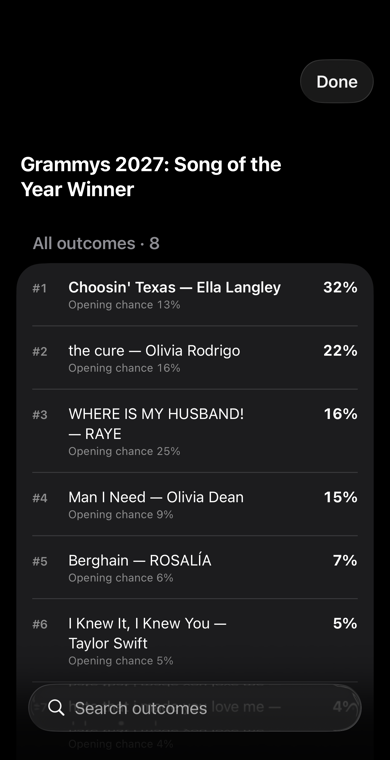 Done
Grammys 2027: Song of the
Year Winner
All outcomes · 8
#1 Choosin' Texas — Ella Langley 32%
Opening chance 13%
#2 the cure — Olivia Rodrigo 22%
Opening chance 16%
#3 WHERE IS MY HUSBAND! 16%
— RAYE
Opening chance 25%
#4 Man I Need — Olivia Dean 15%
Opening chance 9%
#5 Berghain — ROSALÍA 7%
Opening chance 6%
#6 I Knew It, I Knew You — 5%
Taylor Swift
Opening chance 5%
love me — 4%
Search outcomes
Opening chance 4%